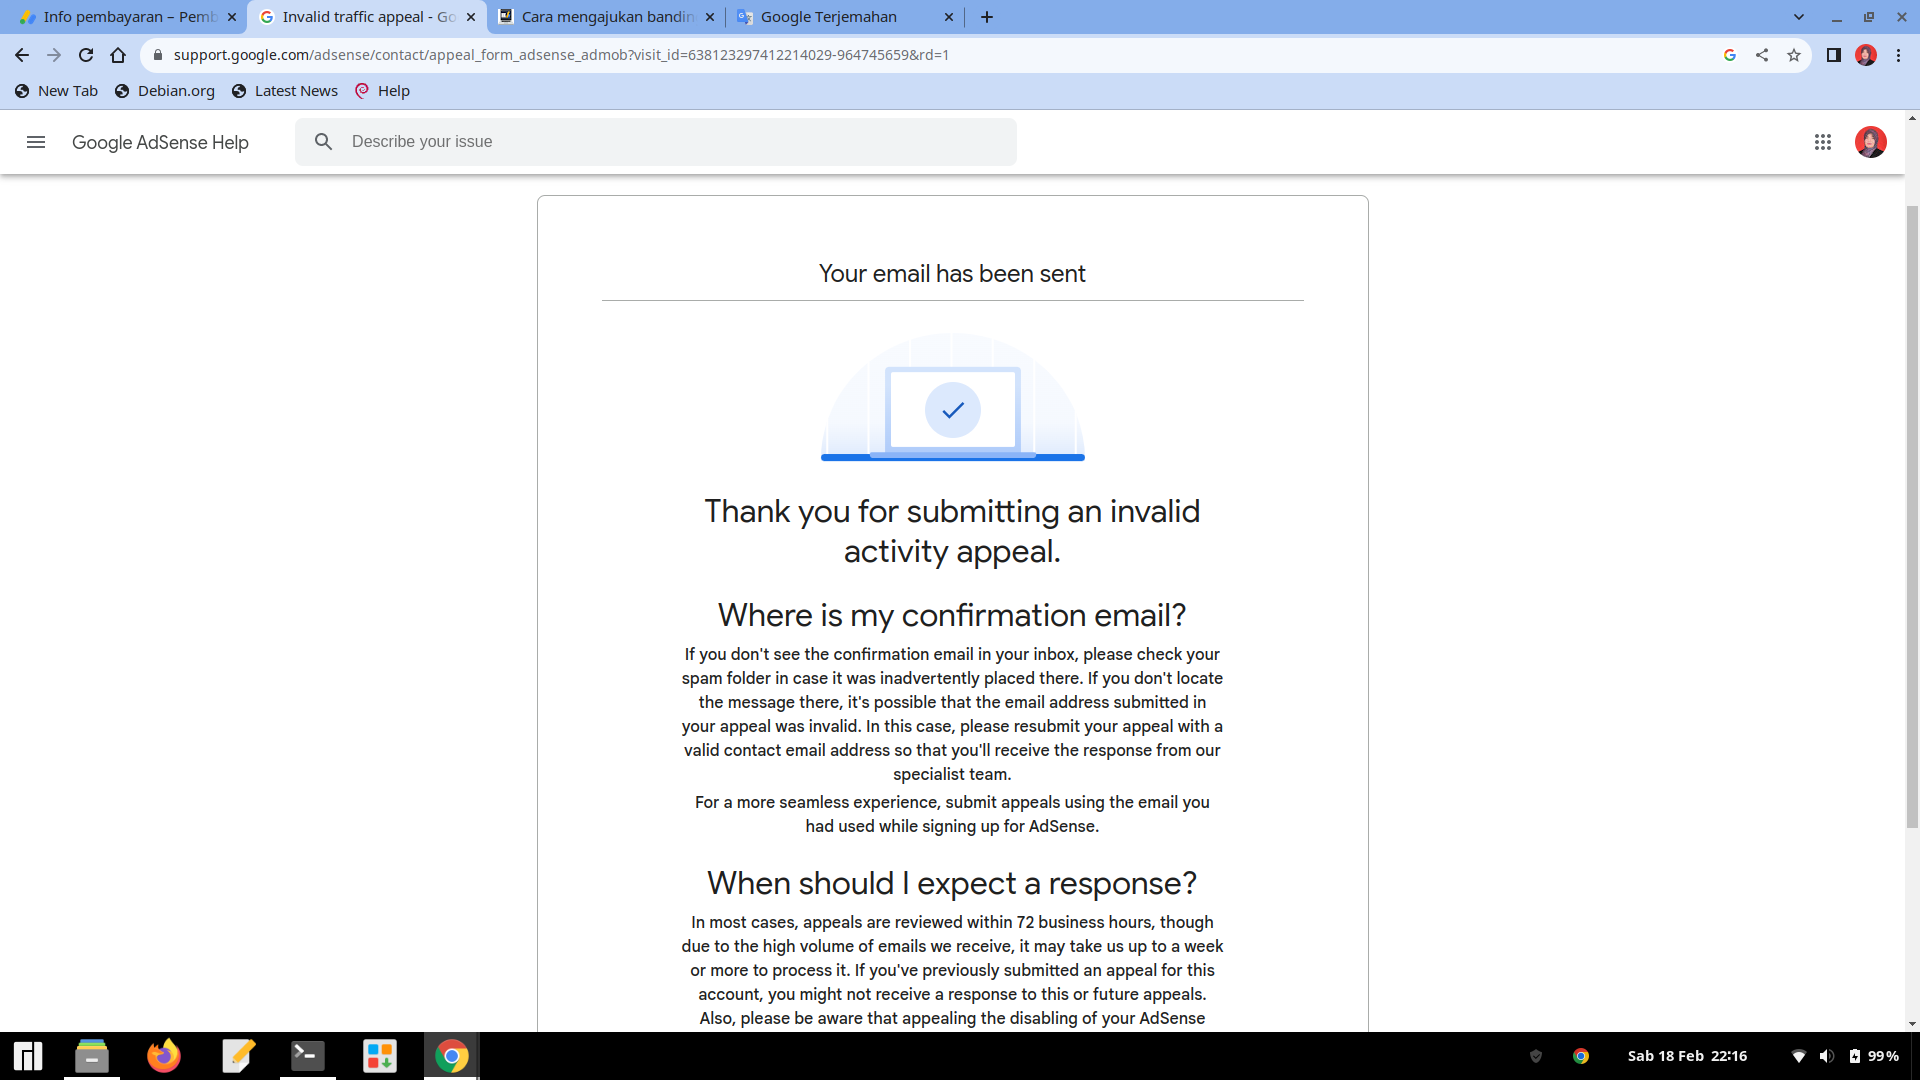 Info pembayaran – Pemb
Invalid traffic appeal - Go
Cara mengajukan bandin
Google Terjemahan
support.google.com/adsense/contact/appeal_form_adsense_admob?visit_id=638123297412214029-964745659&rd=1
New Tab
Debian.org
Latest News
Help
Google AdSense Help
Describe your issue
Your email has been sent
Thank you for submitting an invalid
activity appeal.
Where is my confirmation email?
If you don't see the confirmation email in your inbox, please check your
spam folder in case it was inadvertently placed there. If you don't locate
the message there, it's possible that the email address submitted in
your appeal was invalid. In this case, please resubmit your appeal with a
valid contact email address so that you'll receive the response from our
specialist team.
For a more seamless experience, submit appeals using the email you
had used while signing up for AdSense.
When should I expect a response?
In most cases, appeals are reviewed within 72 business hours, though
due to the high volume of emails we receive, it may take us up to a week
or more to process it. If you've previously submitted an appeal for this
account, you might not receive a response to this or future appeals.
Also, please be aware that appealing the disabling of your AdSense
Sab 18 Feb 22:16
99%